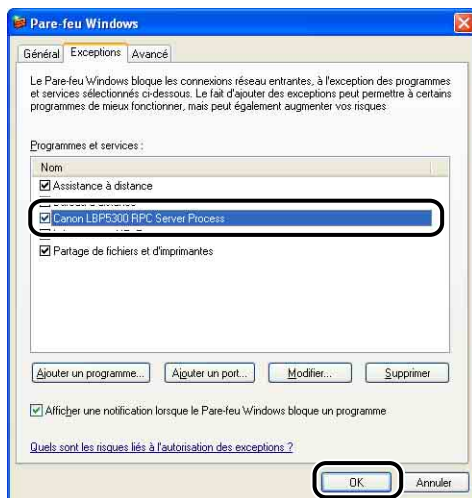 Pare-feu Windows
Général Exceptions Avancé
Le Pare-feu Windows bloque les connexions réseau entrantes, à l'exception des programmes
et services sélectionnés ci-dessous. Le fait d'ajouter des exceptions peut permettre à certains
programmes de mieux fonctionner, mais peut également augmenter vos risques
Programmes et services :
Nom
Assistance à distance
Canon LBP5300 RPC Server Process
Partage de fichiers et d'imprimantes
Ajouter un programme... Ajouter un port... Modifier... Supprimer
Afficher une notification lorsque le Pare-feu Windows bloque un programme
Quels sont les risques liés à l'autorisation des exceptions ?
OK Annuler